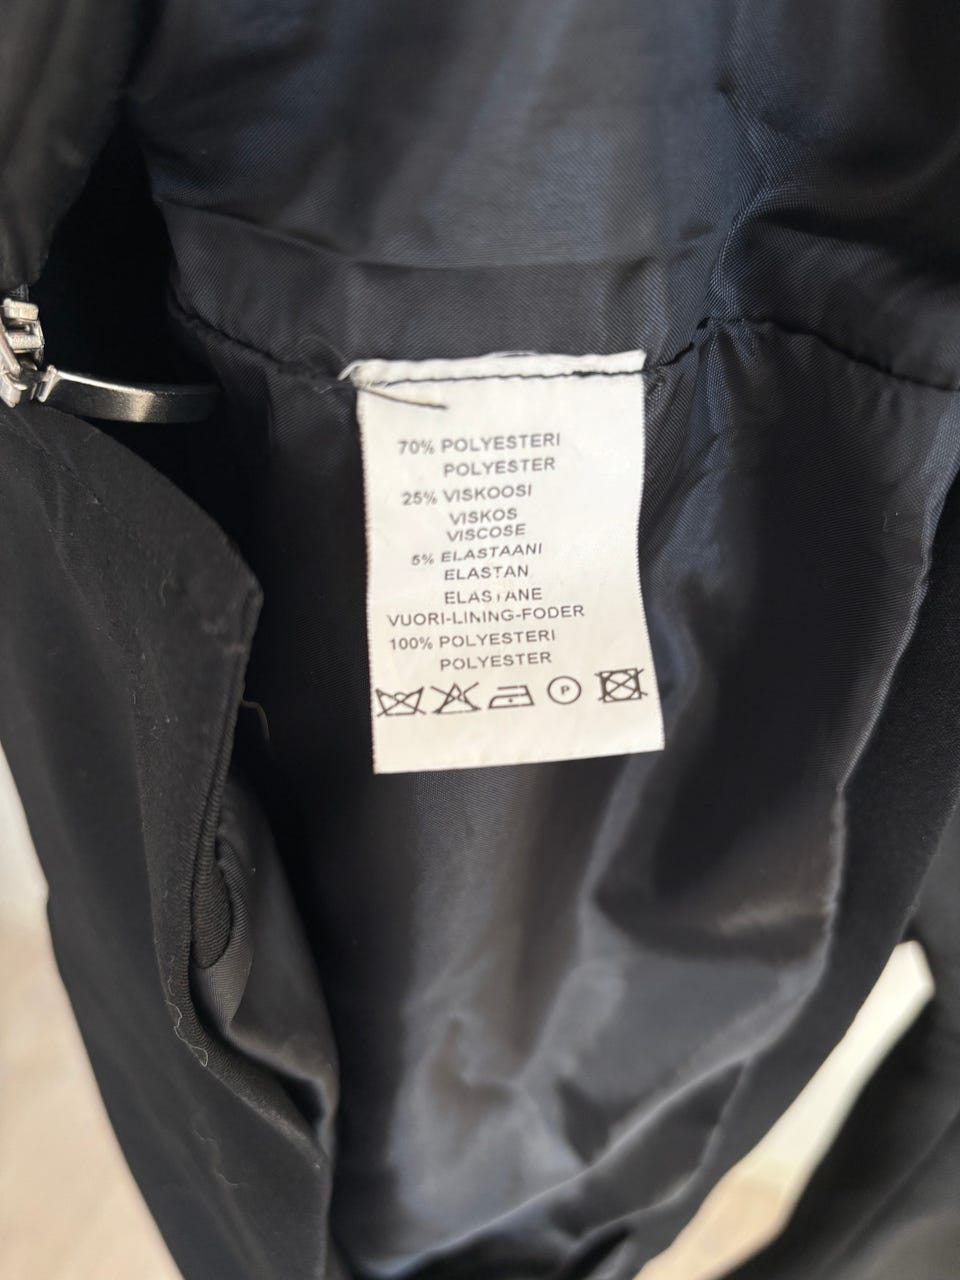 70% POLYESTERI
POLYESTER
25% VISKOOSI
VISKOS
VISCOSE
5% ELASTAANI
ELASTAN
ELASTANE
VUORI-LINING-FODER
100% POLYESTERI
POLYESTER
P